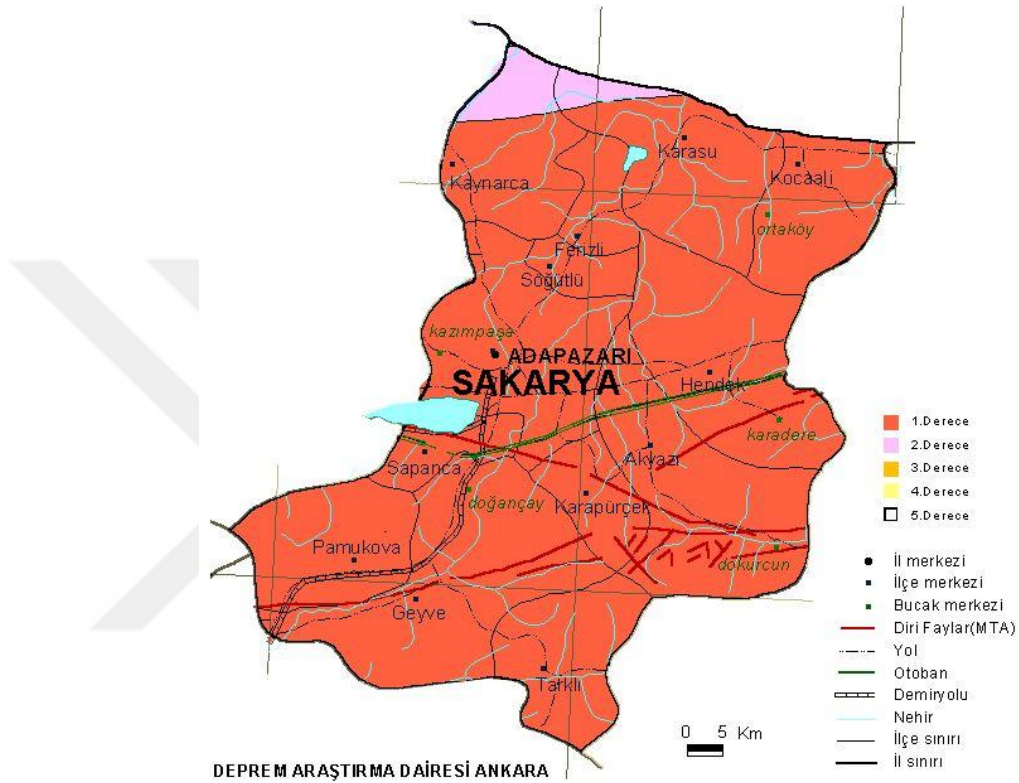 Karasu
Kaynarca
Kocaali
ortaköy
Ferizli
Söğütlü
kazımpaşa
ADAPAZARI
SAKARYA
Hendek
karadere
Akyazı
Sapanca
doğançay
Karapürçek
Pamukova
dokurcun
Geyve
Taraklı
1.Derece
2.Derece
3.Derece
4.Derece
5.Derece
İl merkezi
İlçe merkezi
Bucak merkezi
Diri Faylar(MTA)
Yol
Otoban
Demiryolu
Nehir
İlçe sınırı
İl sınırı
0 5 Km
DEPREM ARAŞTIRMA DAİRESİ ANKARA